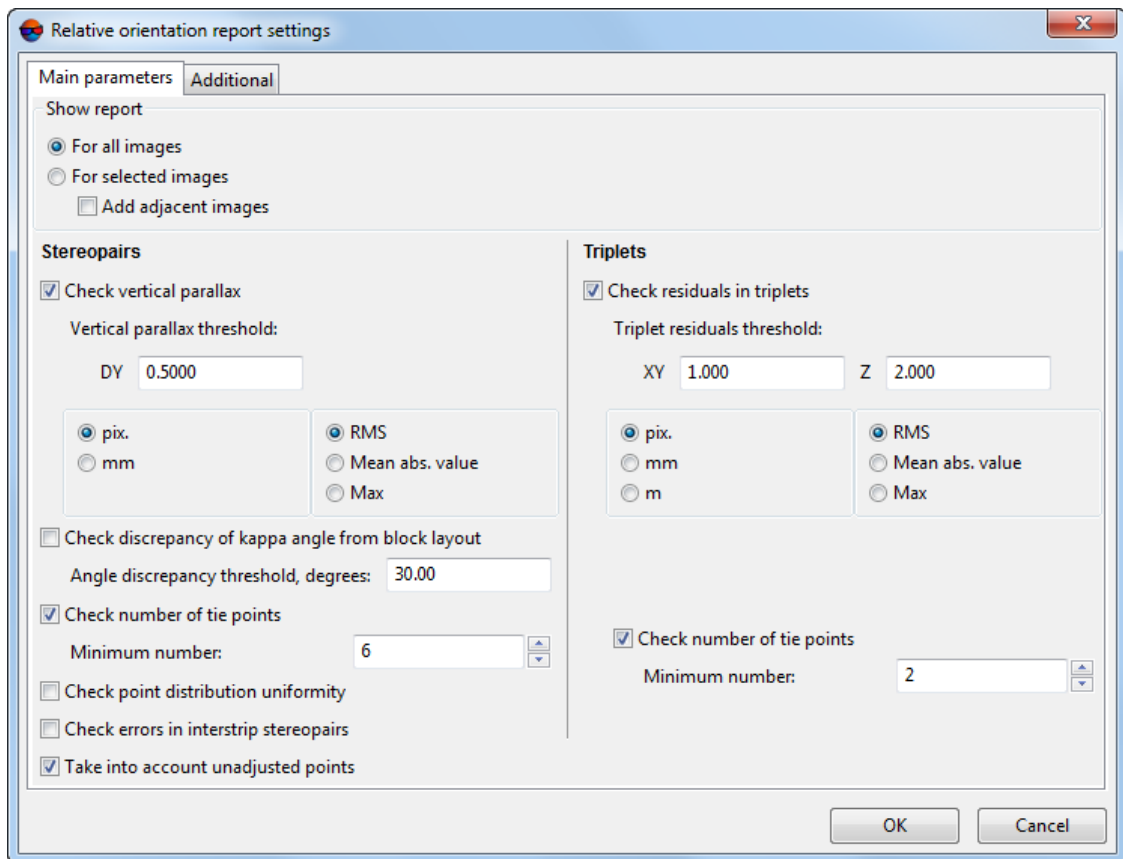 Relative orientation report settings
Main parameters
Additional
Show report
For all images
For selected images
Add adjacent images
Stereopairs
Check vertical parallax
Vertical parallax threshold:
DY 0.5000
pix.
mm
RMS
Mean abs. value
Max
Check discrepancy of kappa angle from block layout
Angle discrepancy threshold, degrees: 30.00
Check number of tie points
Minimum number: 6
Check point distribution uniformity
Check errors in interstrip stereopairs
Take into account unadjusted points
Triplets
Check residuals in triplets
Triplet residuals threshold:
XY 1.000 Z 2.000
pix.
mm
m
RMS
Mean abs. value
Max
Check number of tie points
Minimum number: 2
OK
Cancel